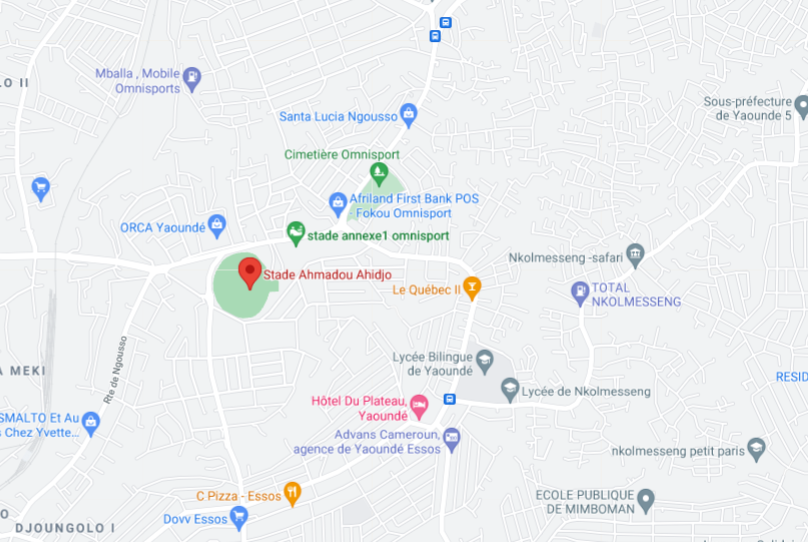 Mballa , Mobile
Omnisports
Santa Lucia Ngousso
Sous-préfecture
de Yaounde 5
Cimetière Omnisport
Afriland First Bank POS
- Fokou Omnisport
ORCA Yaoundé
stade annexe1 omnisport
Nkolmesseng -safari
Stade Ahmadou Ahidjo
Le Québec II
TOTAL
NKOLMESSENG
Rte de Ngousso
Lycée Bilingue
de Yaoundé
A MEKI
RESID
Lycée de Nkolmesseng
Hôtel Du Plateau,
Yaoundé
SMALTO Et Au
s Chez Yvette...
Advans Cameroun,
agence de Yaoundé Essos
nkolmesseng petit paris
C Pizza - Essos
ECOLE PUBLIQUE
DE MIMBOMAN
Dovv Essos
DJOUNGOLO I